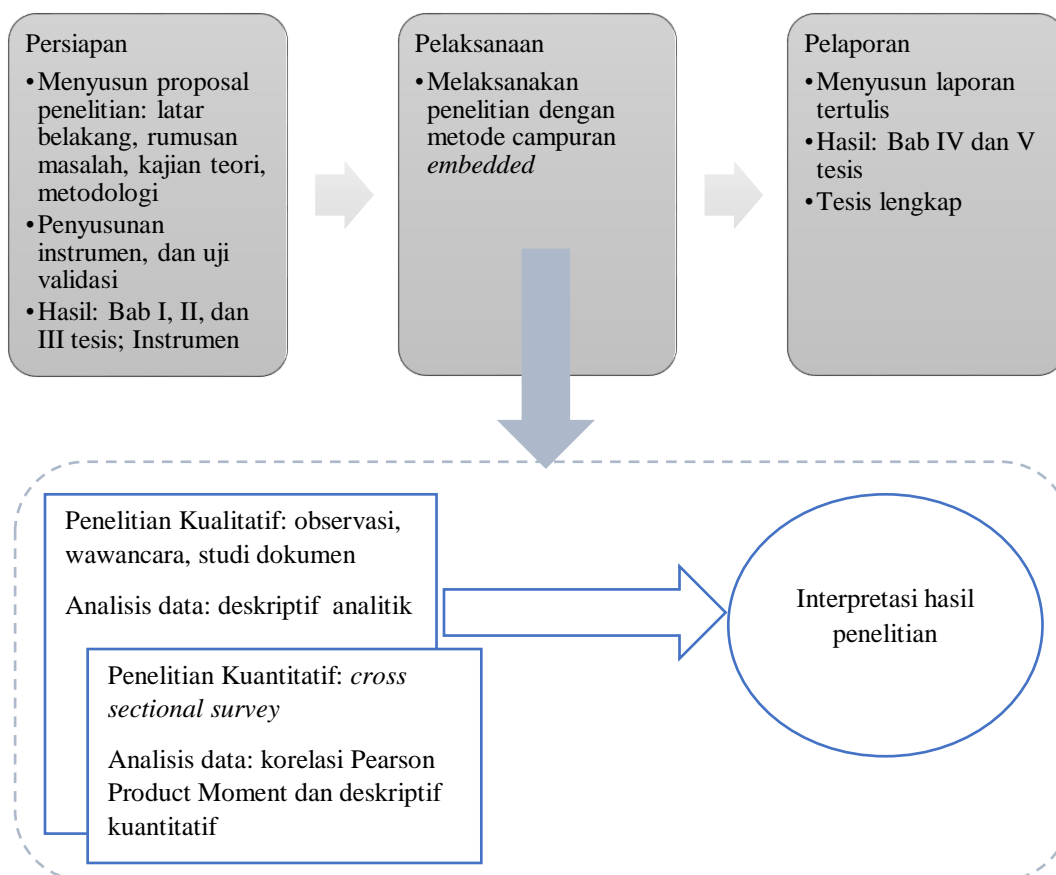 Persiapan
•Menyusun proposal
penelitian: latar
belakang, rumusan
masalah, kajian teori,
metodologi
•Penyusunan
instrumen, dan uji
validasi
•Hasil: Bab I, II, dan
III tesis; Instrumen
Pelaksanaan
•Melaksanakan
penelitian dengan
metode campuran
embedded
Pelaporan
•Menyusun laporan
tertulis
•Hasil: Bab IV dan V
tesis
•Tesis lengkap
Penelitian Kualitatif: observasi,
wawancara, studi dokumen
Analisis data: deskriptif analitik
Penelitian Kuantitatif: cross
sectional survey
Analisis data: korelasi Pearson
Product Moment dan deskriptif
kuantitatif
Interpretasi hasil
penelitian